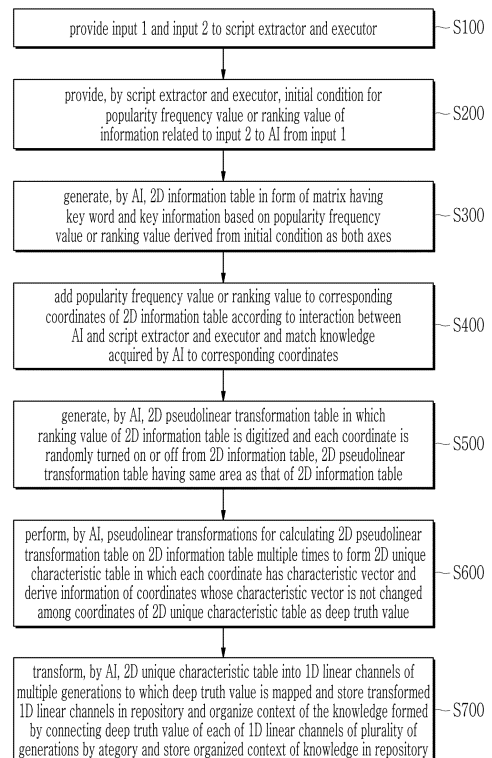 provide input 1 and input 2 to script extractor and executor
S100
provide, by script extractor and executor, initial condition for
popularity frequency value or ranking value of
information related to input 2 to AI from input 1
S200
generate, by AI, 2D information table in form of matrix having
key word and key information based on popularity frequency
value or ranking value derived from initial condition as both axes
S300
add popularity frequency value or ranking value to corresponding
coordinates of 2D information table according to interaction between
AI and script extractor and executor and match knowledge
acquired by AI to corresponding coordinates
S400
generate, by AI, 2D pseudolinear transformation table in which
ranking value of 2D information table is digitized and each coordinate is
randomly turned on or off from 2D information table, 2D pseudolinear
transformation table having same area as that of 2D information table
S500
perform, by AI, pseudolinear transformations for calculating 2D pseudolinear
transformation table on 2D information table multiple times to form 2D unique
characteristic table in which each coordinate has characteristic vector and
derive information of coordinates whose characteristic vector is not changed
among coordinates of 2D unique characteristic table as deep truth value
S600
transform, by AI, 2D unique characteristic table into 1D linear channels of
multiple generations to which deep truth value is mapped and store transformed
1D linear channels in repository and organize context of the knowledge formed
by connecting deep truth value of each of 1D linear channels of plurality of
generations by ategory and store organized context of knowledge in repository
S700